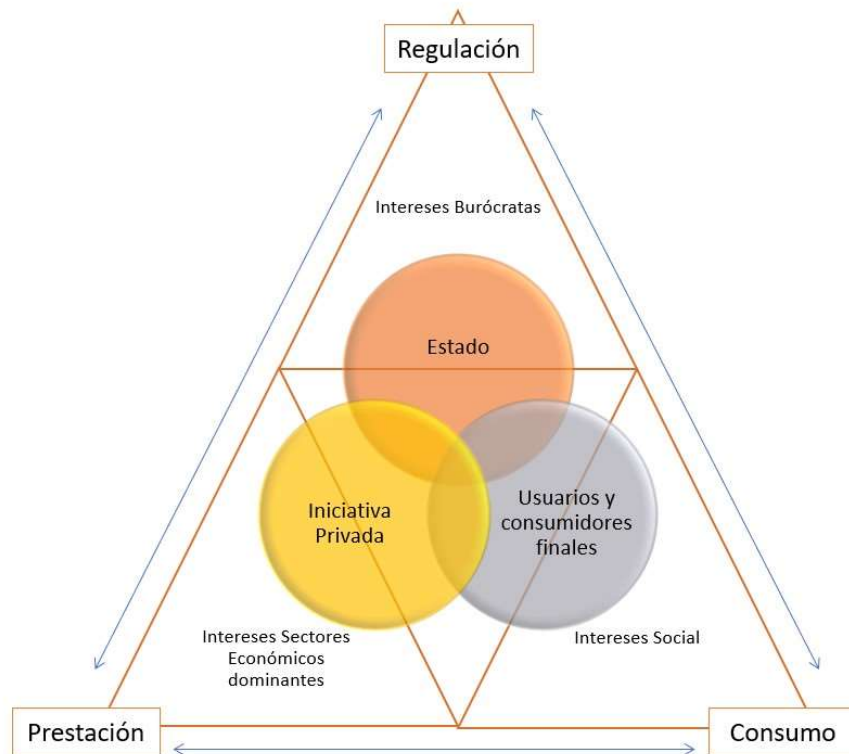 Regulación
Intereses Burócratas
Estado
Iniciativa
Privada
Usuarios y
consumidores
finales
Intereses Sectores
Económicos
dominantes
Intereses Social
Prestación
Consumo